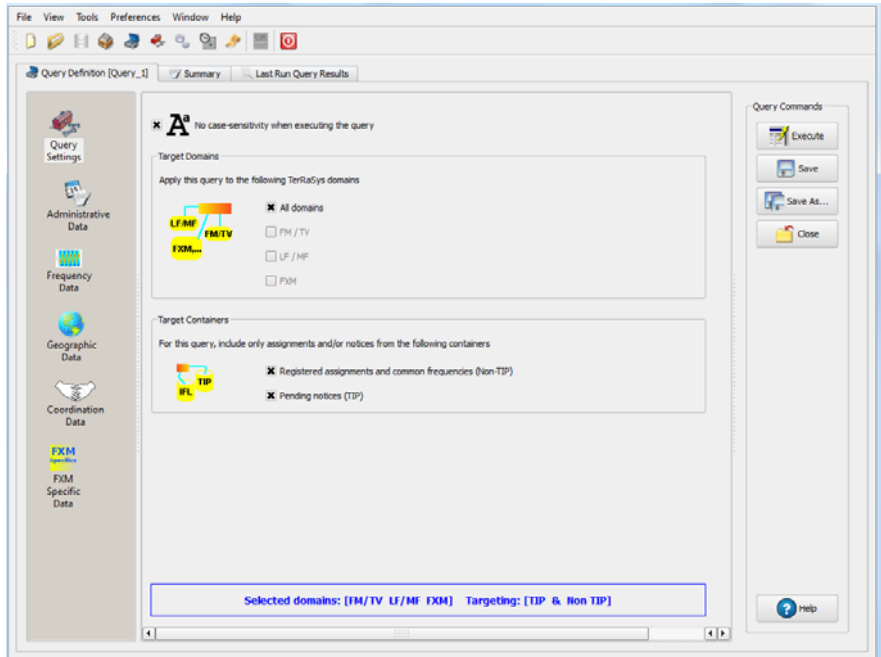 File View Tools Preferences Window Help
Query Definition [Query_1] Summary Last Run Query Results
Query
Settings
Administrative
Data
Frequency
Data
Geographic
Data
Coordination
Data
FXM
Specifics
FXM
Specific
Data
Aa No case-sensitivity when executing the query
Target Domains
Apply this query to the following TerRaSys domains
LF/MF
FM/TV
FXM,...
All domains
FM / TV
LF / MF
FXM
Target Containers
For this query, include only assignments and/or notices from the following containers
TIP
IFL
Registered assignments and common frequencies (Non-TIP)
Pending notices (TIP)
Selected domains: [FM/TV LF/MF FXM] Targeting: [TIP & Non TIP]
Query Commands
Execute
Save
Save As...
Close
Help